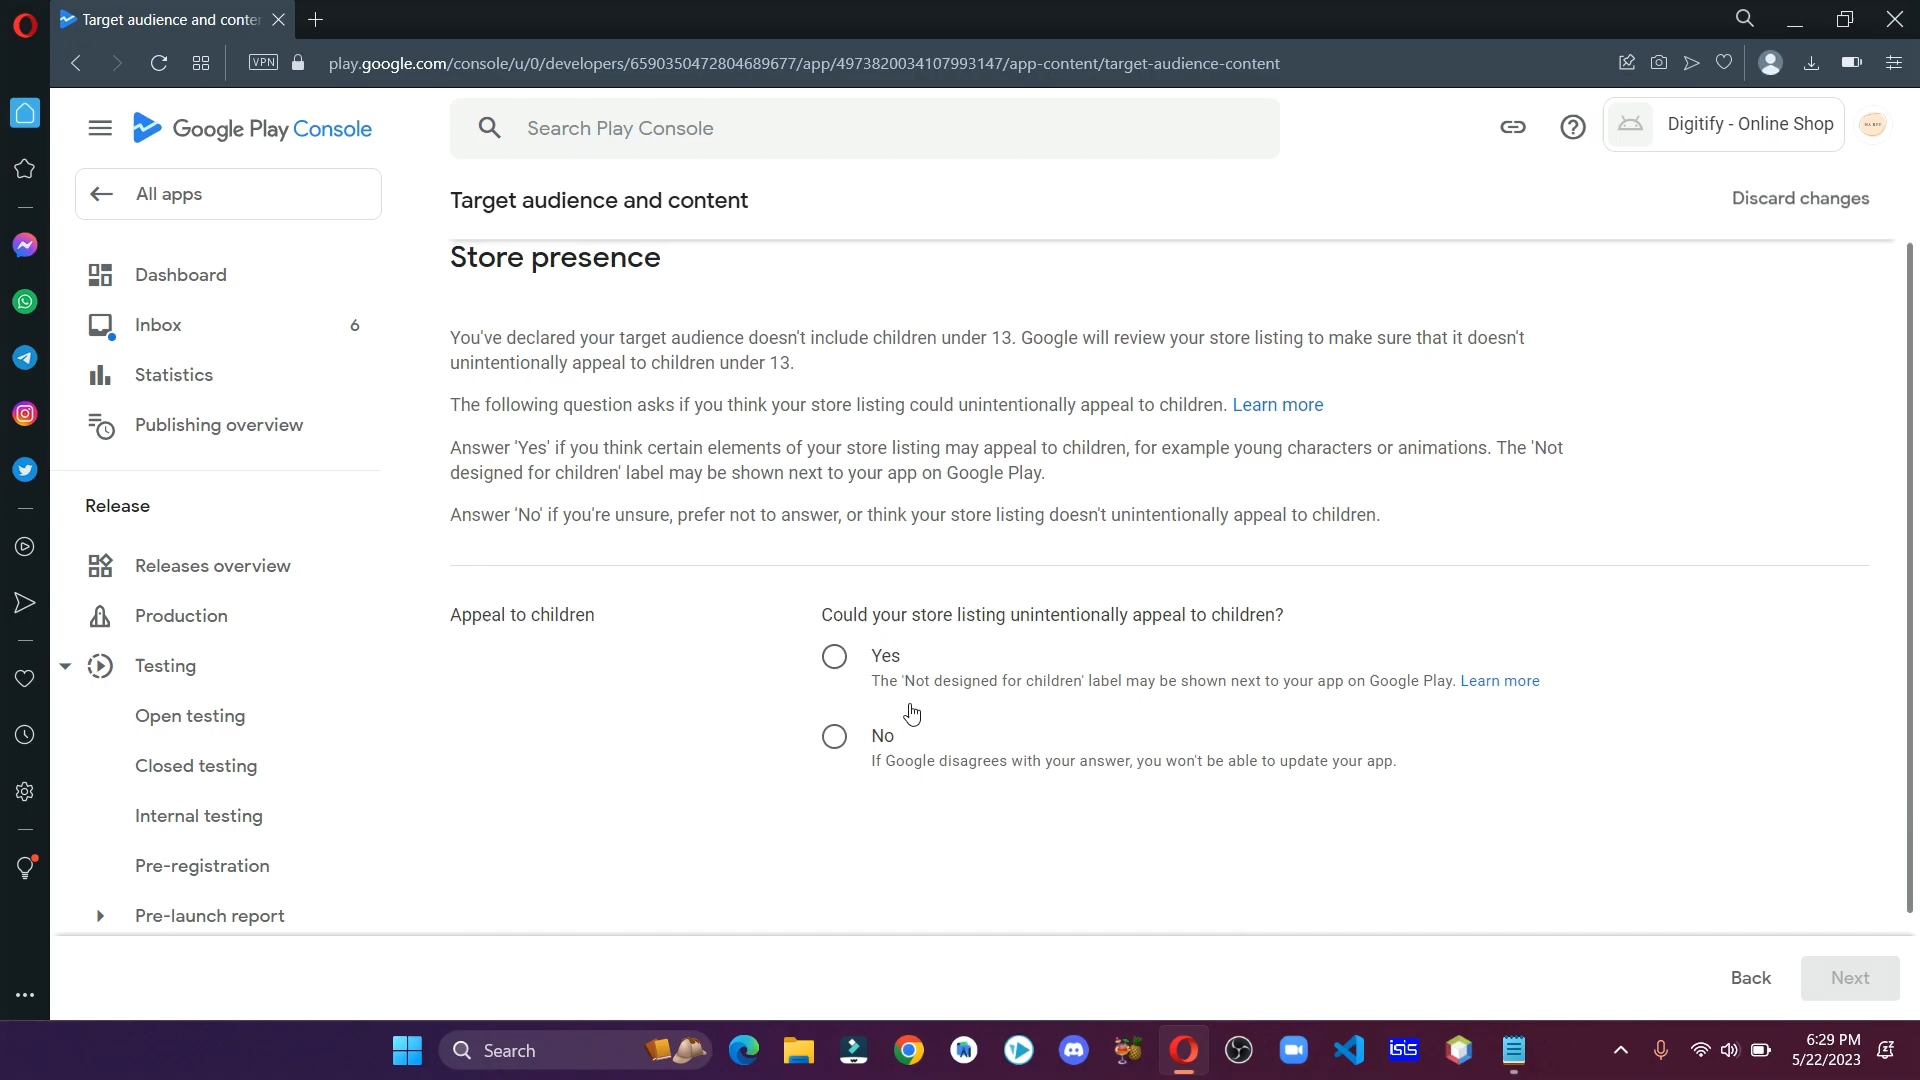 Target audience and conte
VPN
play.google.com/console/u/0/developers/6590350472804689677/app/4973820034107993147/app-content/target-audience-content
Google Play Console
Search Play Console
Digitify - Online Shop
All apps
Target audience and content
Discard changes
Dashboard
Inbox 6
Statistics
Publishing overview
Release
Releases overview
Production
Testing
Open testing
Closed testing
Internal testing
Pre-registration
Pre-launch report
Store presence
You've declared your target audience doesn't include children under 13. Google will review your store listing to make sure that it doesn't
unintentionally appeal to children under 13.
The following question asks if you think your store listing could unintentionally appeal to children. Learn more
Answer 'Yes' if you think certain elements of your store listing may appeal to children, for example young characters or animations. The 'Not
designed for children' label may be shown next to your app on Google Play.
Answer 'No' if you're unsure, prefer not to answer, or think your store listing doesn't unintentionally appeal to children.
Appeal to children
Could your store listing unintentionally appeal to children?
Yes
The 'Not designed for children' label may be shown next to your app on Google Play. Learn more
No
If Google disagrees with your answer, you won't be able to update your app.
Back
Next
Search
isis
6:29 PM
5/22/2023